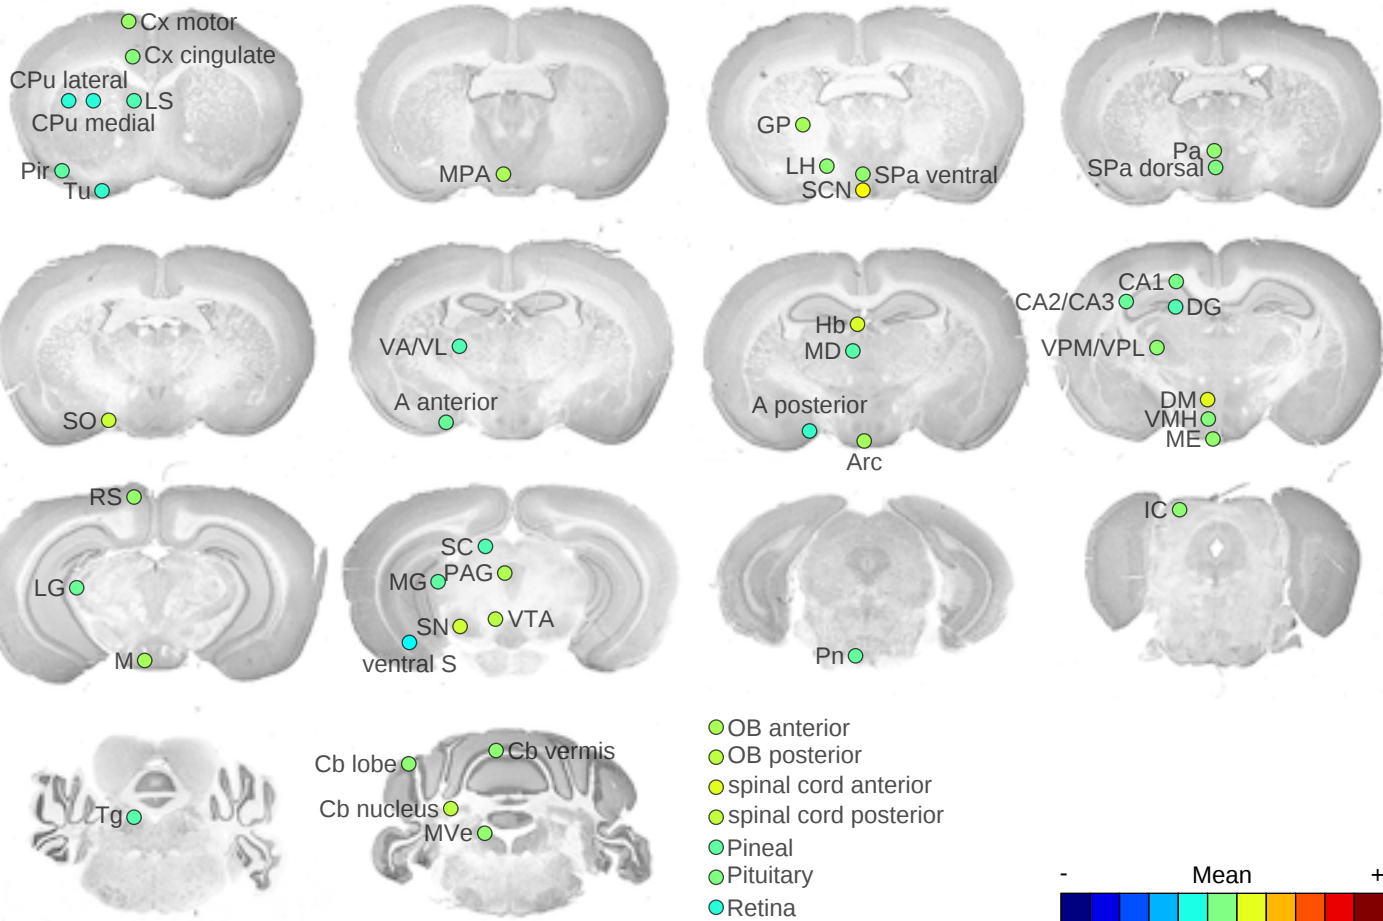 Cx motor
Cx cingulate
CPu lateral
LS
CPu medial
Pir
Tu
MPA
GP
LH
SPa ventral
SCN
Pa
SPa dorsal
SO
VA/VL
A anterior
Hb
MD
A posterior
Arc
CA1
CA2/CA3
DG
VPM/VPL
DM
VMH
ME
RS
LG
M
SC
MG
PAG
SN
VTA
ventral S
Pn
IC
Tg
Cb lobe
Cb vermis
Cb nucleus
MVe
OB anterior
OB posterior
spinal cord anterior
spinal cord posterior
Pineal
Pituitary
Retina
- Mean +